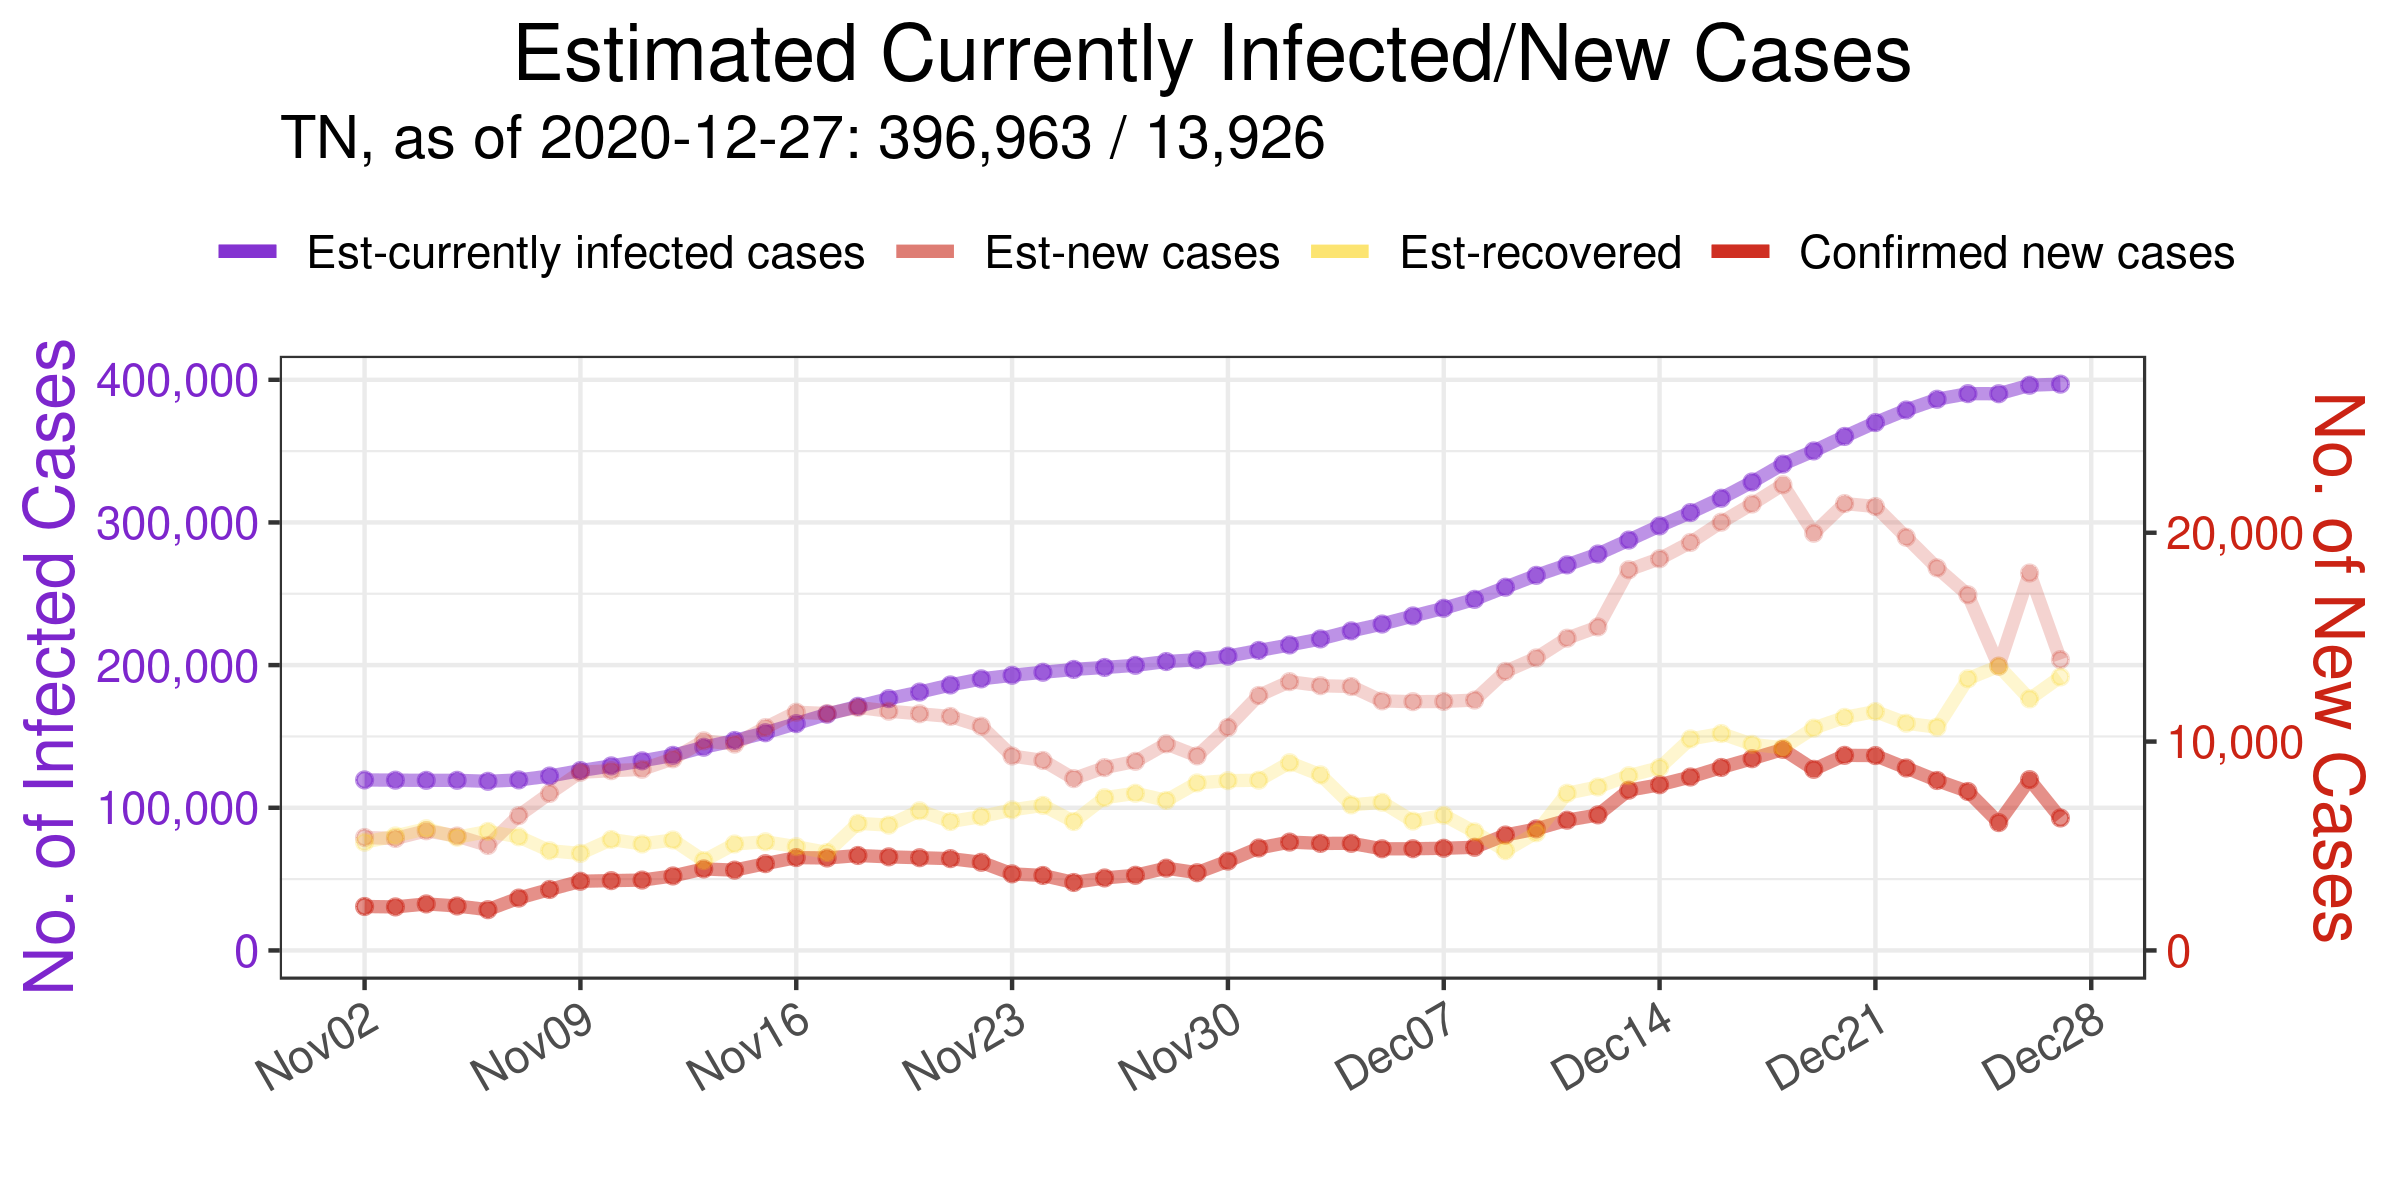 Estimated Currently Infected/New Cases
TN, as of 2020-12-27: 396,963 / 13,926
Est-currently infected cases Est-new cases Est-recovered Confirmed new cases
No. of Infected Cases
400,000
300,000
200,000
100,000
0
20,000
10,000
0
No. of New Cases
Nov02 Nov09 Nov16 Nov23 Nov30 Dec07 Dec14 Dec21 Dec28